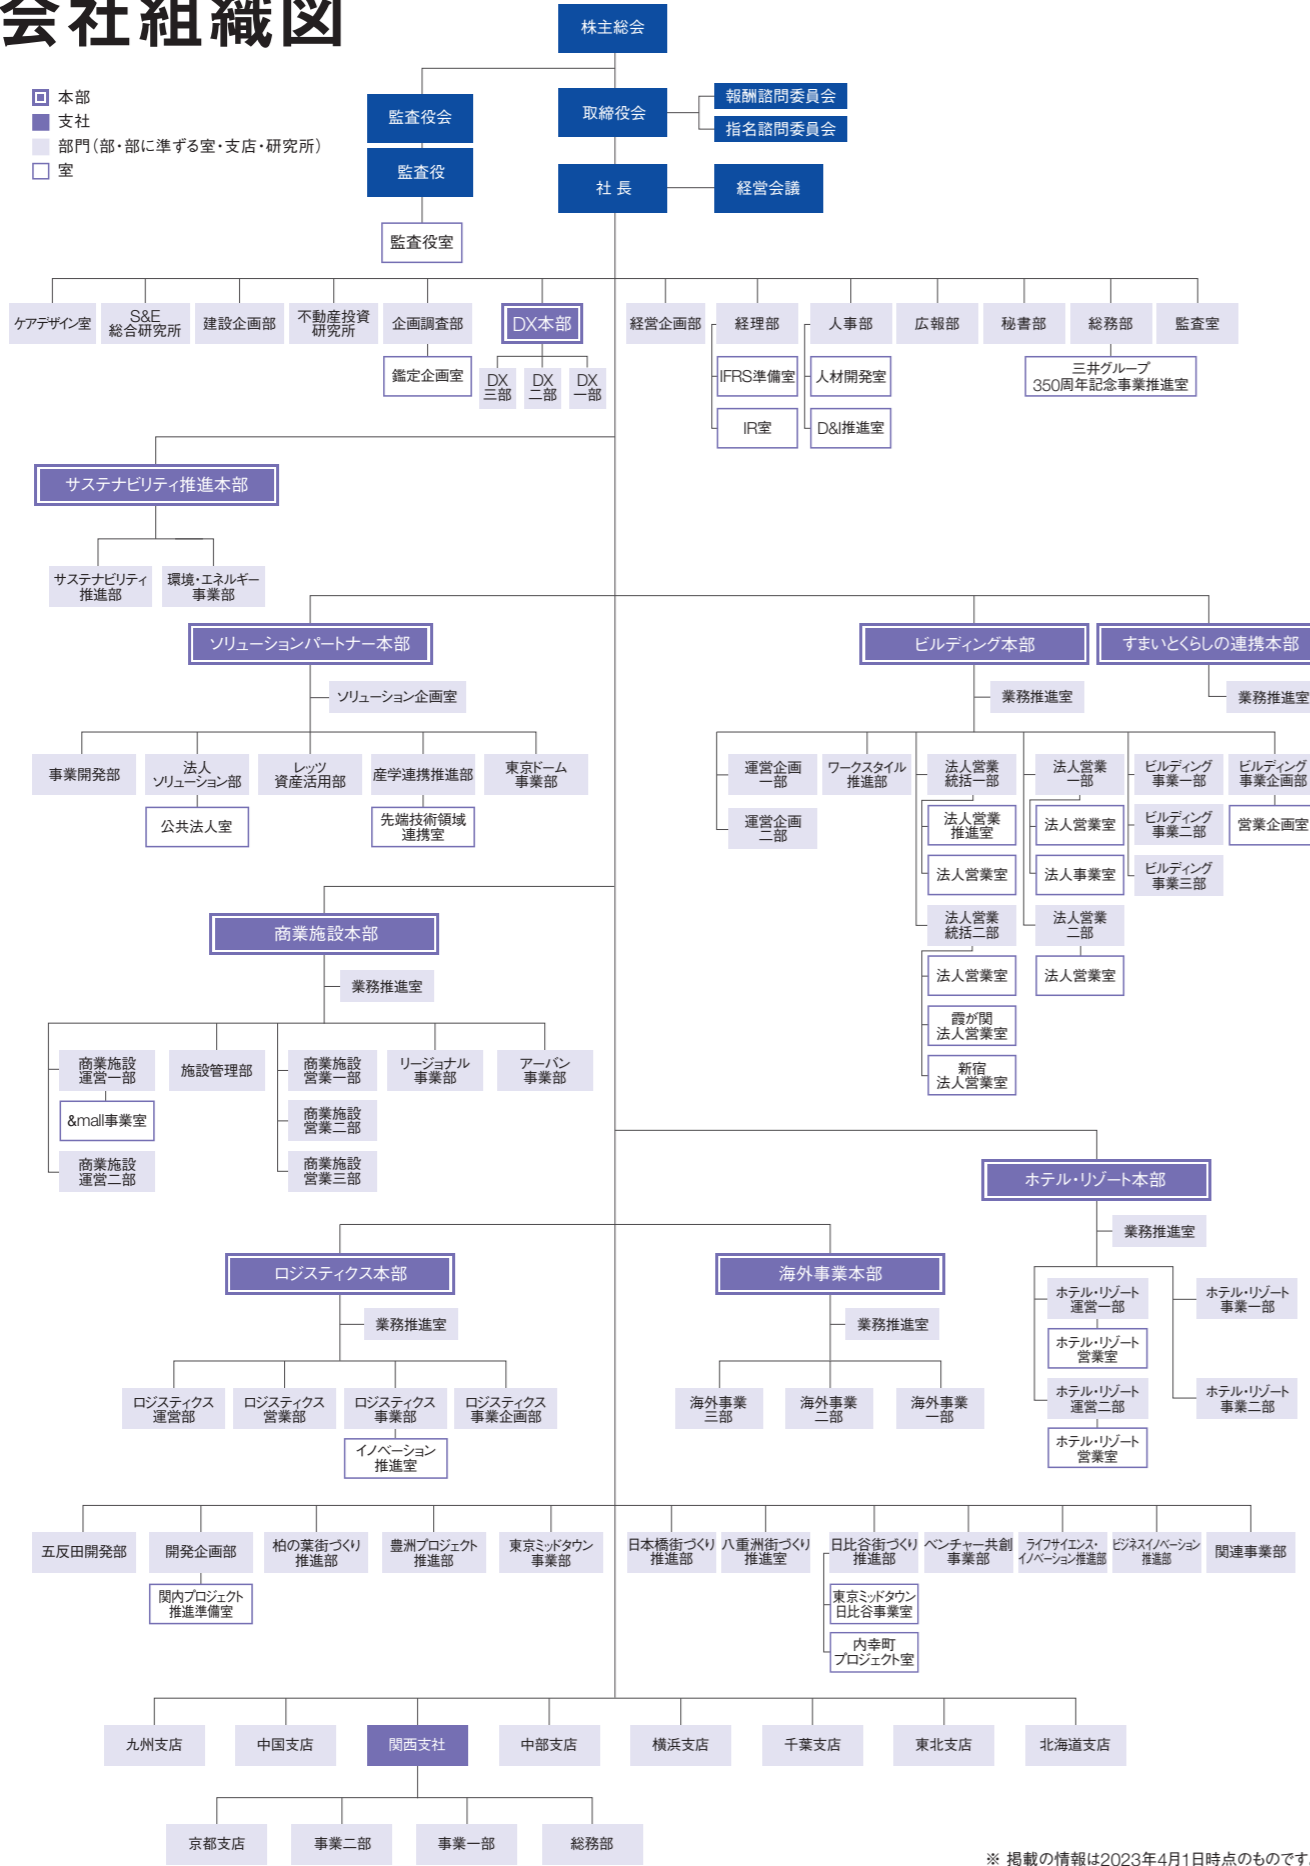 会社組織図
本部
支社
部門（部・部に準ずる室・支店・研究所）
室
株主総会
監査役会
取締役会
報酬諮問委員会
指名諮問委員会
監査役
社 長
経営会議
監査役室
ケアデザイン室
S&E
総合研究所
建設企画部
不動産投資
研究所
企画調査部
鑑定企画室
DX本部
DX
三部
DX
二部
DX
一部
経営企画部
経理部
IFRS準備室
IR室
人事部
人材開発室
D&I推進室
広報部
秘書部
総務部
三井グループ
350周年記念事業推進室
監査室
サステナビリティ推進本部
サステナビリティ
推進部
環境・エネルギー
事業部
ソリューションパートナー本部
ソリューション企画室
事業開発部
法人
ソリューション部
公共法人室
レッツ
資産活用部
産学連携推進部
先端技術領域
連携室
東京ドーム
事業部
ビルディング本部
業務推進室
運営企画
一部
運営企画
二部
ワークスタイル
推進部
法人営業
統括一部
法人営業
推進室
法人営業室
法人営業
統括二部
法人営業室
霞が関
法人営業室
新宿
法人営業室
法人営業
一部
法人営業室
法人事業室
法人営業
二部
法人営業室
ビルディング
事業一部
ビルディング
事業二部
ビルディング
事業三部
ビルディング
事業企画部
営業企画室
すまいとくらしの連携本部
業務推進室
商業施設本部
業務推進室
商業施設
運営一部
&mall事業室
商業施設
運営二部
施設管理部
商業施設
営業一部
商業施設
営業二部
商業施設
営業三部
リージョナル
事業部
アーバン
事業部
ホテル・リゾート本部
業務推進室
ホテル・リゾート
運営一部
ホテル・リゾート
営業室
ホテル・リゾート
運営二部
ホテル・リゾート
営業室
ホテル・リゾート
事業一部
ホテル・リゾート
事業二部
ロジスティクス本部
業務推進室
ロジスティクス
運営部
ロジスティクス
営業部
ロジスティクス
事業部
イノベーション
推進室
ロジスティクス
事業企画部
海外事業本部
業務推進室
海外事業
三部
海外事業
二部
海外事業
一部
五反田開発部
開発企画部
関内プロジェクト
推進準備室
柏の葉街づくり
推進部
豊洲プロジェクト
推進部
東京ミッドタウン
事業部
日本橋街づくり
推進部
八重洲街づくり
推進室
日比谷街づくり
推進部
東京ミッドタウン
日比谷事業室
内幸町
プロジェクト室
ベンチャー共創
事業部
ライフサイエンス・
イノベーション推進部
ビジネスイノベーション
推進部
関連事業部
九州支店
中国支店
関西支社
中部支店
横浜支店
千葉支店
東北支店
北海道支店
京都支店
事業二部
事業一部
総務部
※ 掲載の情報は2023年4月1日時点のものです。